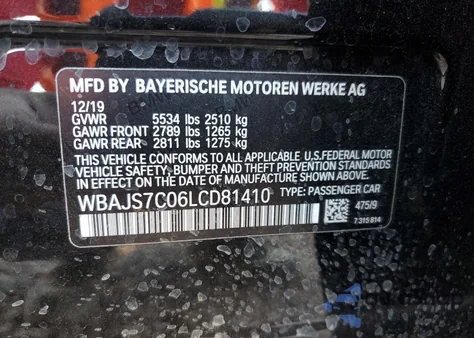 MFD BY BAYERISCHE MOTOREN WERKE AG
12/19
GVWR 5534 lbs 2510 kg
GAWR FRONT 2789 lbs 1265 kg
GAWR REAR 2811 lbs 1275 kg
THIS VEHICLE CONFORMS TO ALL APPLICABLE U.S.FEDERAL MOTOR
VEHICLE SAFETY, BUMPER AND THEFT PREVENTION STANDARDS
IN EFFECT ON THE DATE OF MANUFACTURE SHOWN ABOVE.
WBAJS7C06LCD81410 TYPE: PASSENGER CAR
475/9
7 315 814